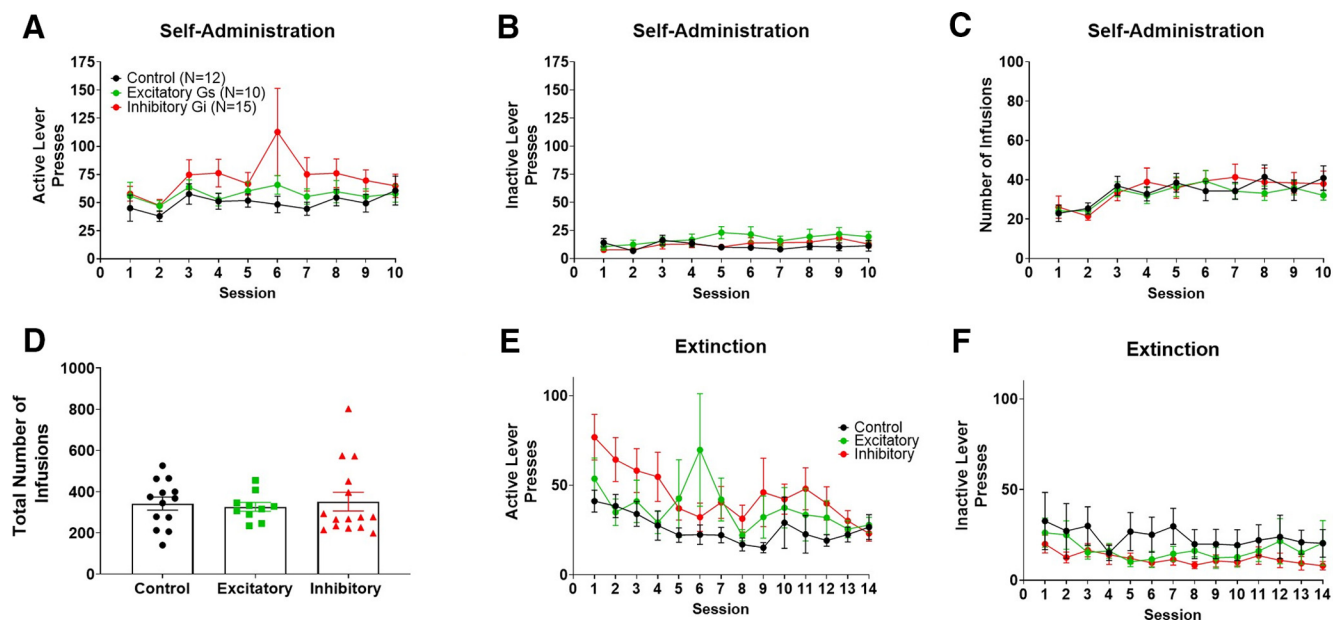 A
Self-Administration
175
150
125
100
75
50
25
0
Active Lever
Presses
Control (N=12)
Excitatory Gs (N=10)
Inhibitory Gi (N=15)
0 1 2 3 4 5 6 7 8 9 10
Session
B
Self-Administration
175
150
125
100
75
50
25
0
Inactive Lever
Presses
0 1 2 3 4 5 6 7 8 9 10
Session
C
Self-Administration
100
80
60
40
20
0
Number of Infusions
0 1 2 3 4 5 6 7 8 9 10
Session
D
1000
800
600
400
200
0
Total Number of
Infusions
Control Excitatory Inhibitory
E
Extinction
100
50
0
Active Lever
Presses
Control
Excitatory
Inhibitory
1 2 3 4 5 6 7 8 9 10 11 12 13 14
Session
F
Extinction
100
50
0
Inactive Lever
Presses
1 2 3 4 5 6 7 8 9 10 11 12 13 14
Session